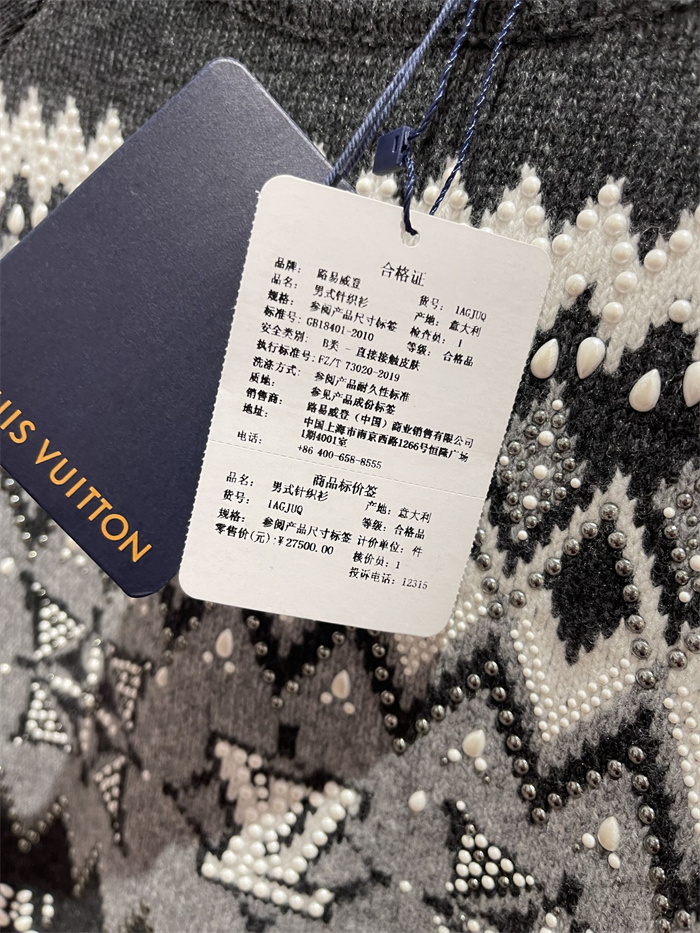 UIS VUITTON
合格证
品牌: 路易威登
品名: 男式针织衫 货号: 1AGJUQ
规格: 参阅产品尺寸标签 产地: 意大利
标准号: GB18401-2010 检查员: 1
安全类别: B类 - 直接接触皮肤 等级: 合格品
执行标准号: FZ/T 73020-2019
洗涤方式: 参阅产品耐久性标准
质地: 参见产品成份标签
销售商: 路易威登（中国）商业销售有限公司
地址: 中国上海市南京西路1266号恒隆广场
1期4001室
电话: +86 400-658-8555
商品标价签
品名: 男式针织衫 产地: 意大利
货号: 1AGJUQ 等级: 合格品
规格: 参阅产品尺寸标签 计价单位: 件
零售价(元):¥27500.00 核价员: 1
投诉电话: 12315